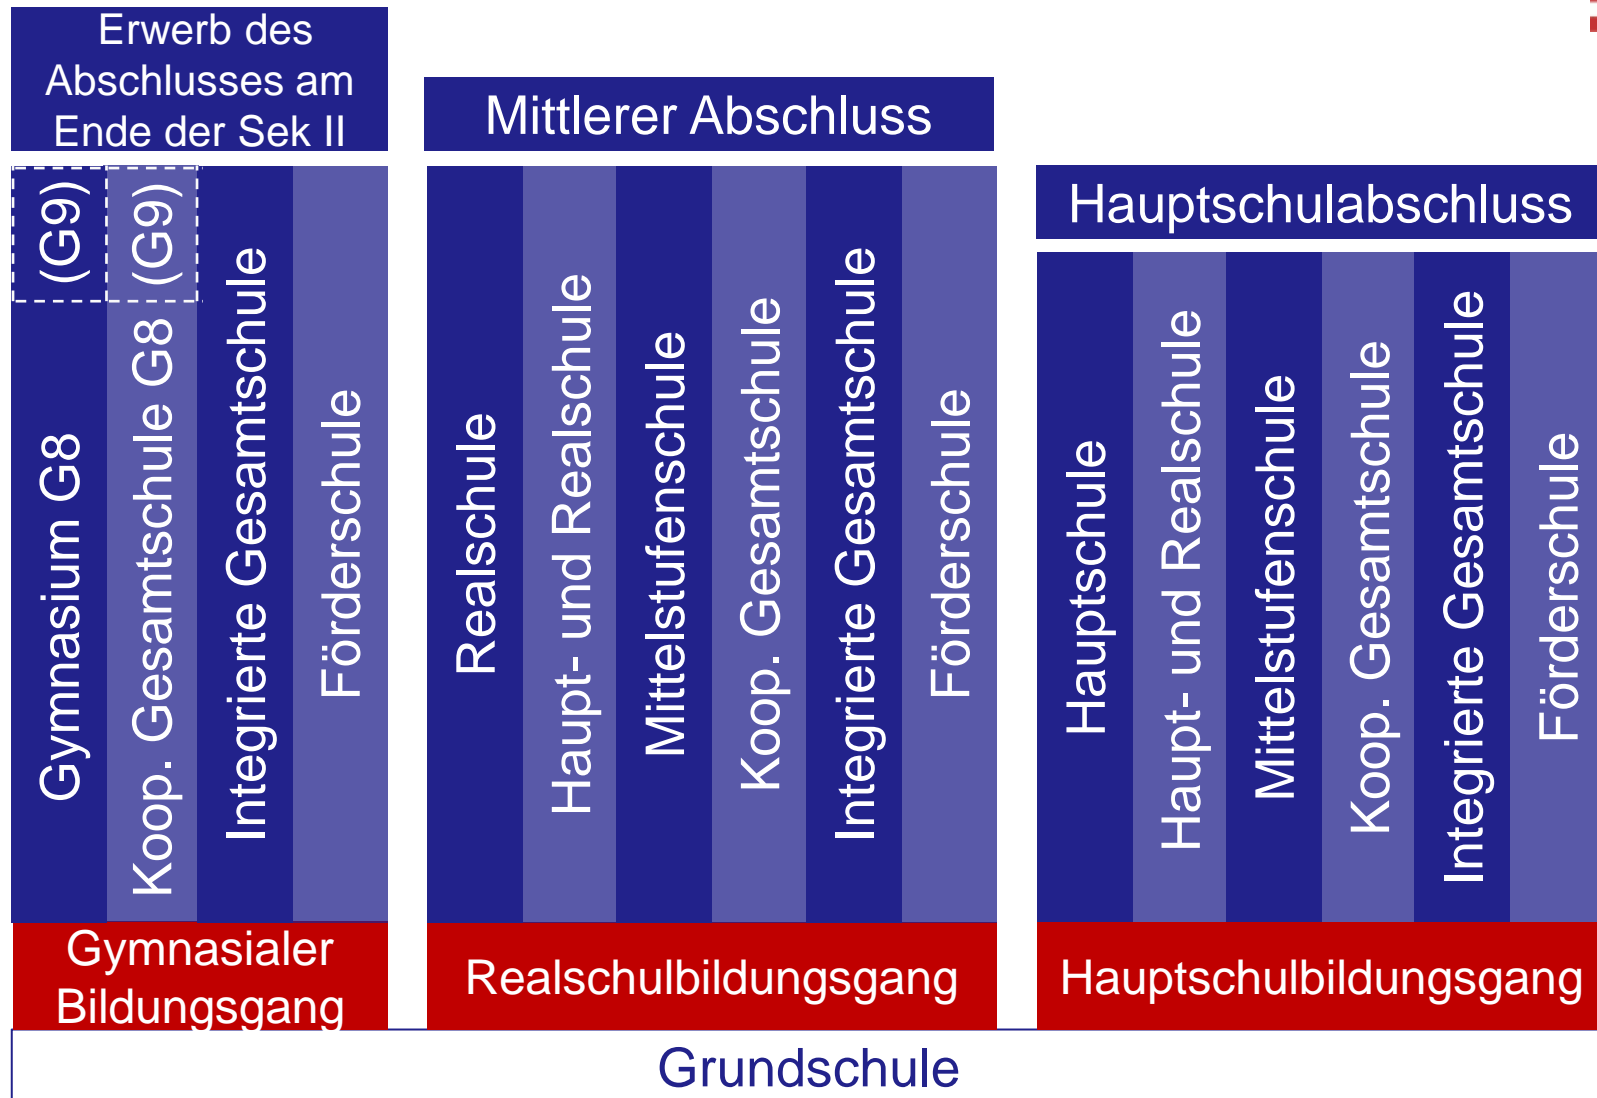 Erwerb des
Abschlusses am
Ende der Sek II
Mittlerer Abschluss
Hauptschulabschluss
Gymnasium G8 (G9)
Koop. Gesamtschule G8 (G9)
Integrierte Gesamtschule
Förderschule
Realschule
Haupt- und Realschule
Mittelstufenschule
Koop. Gesamtschule
Integrierte Gesamtschule
Förderschule
Hauptschule
Haupt- und Realschule
Mittelstufenschule
Koop. Gesamtschule
Integrierte Gesamtschule
Förderschule
Gymnasialer
Bildungsgang
Realschulbildungsgang
Hauptschulbildungsgang
Grundschule